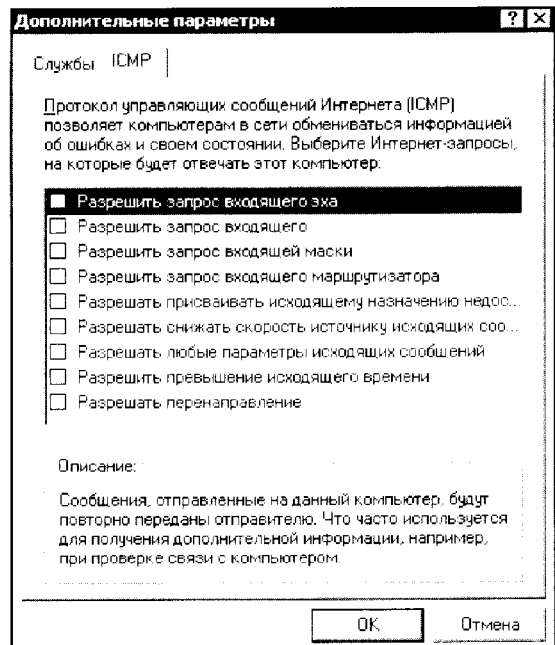 Дополнительные параметры ? ×
Службы ICMP
Протокол управляющих сообщений Интернета (ICMP)
позволяет компьютерам в сети обмениваться информацией
об ошибках и своем состоянии. Выберите Интернет-запросы,
на которые будет отвечать этот компьютер:
Разрешить запрос входящего эха
Разрешить запрос входящего
Разрешить запрос входящей маски
Разрешить запрос входящего маршрутизатора
Разрешать присваивать исходящему назначению недос...
Разрешать снижать скорость источнику исходящих соо...
Разрешать любые параметры исходящих сообщений
Разрешить превышение исходящего времени
Разрешать перенаправление
Описание:
Сообщения, отправленные на данный компьютер, будут
повторно переданы отправителю. Что часто используется
для получения дополнительной информации, например,
при проверке связи с компьютером.
OK Отмена